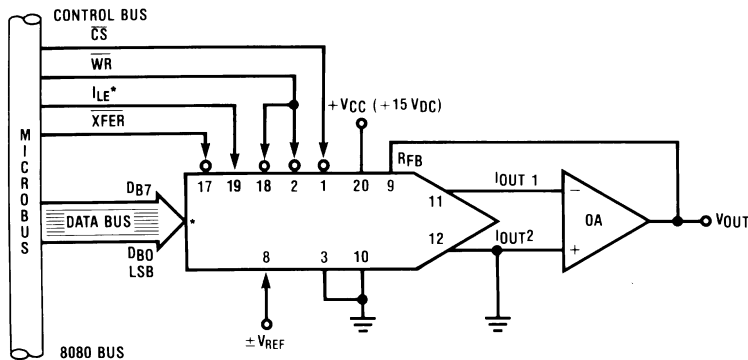 CONTROL BUS
CS
WR
ILE*
XFER
+VCC (+15 VDC)
MICROBUS
RFB
17 19 18 2 1 20 9
DB7
DATA BUS
*
DB0
LSB
11
12
IOUT 1
IOUT2
−
+
OA
VOUT
8 3 10
±VREF
8080 BUS